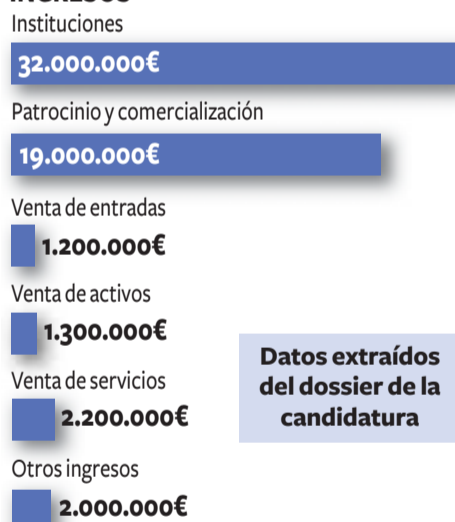 INGRESOS
Instituciones
32.000.000€
Patrocinio y comercialización
19.000.000€
Venta de entradas
1.200.000€
Venta de activos
1.300.000€
Venta de servicios
2.200.000€
Otros ingresos
2.000.000€
Datos extraídos
del dossier de la
candidatura